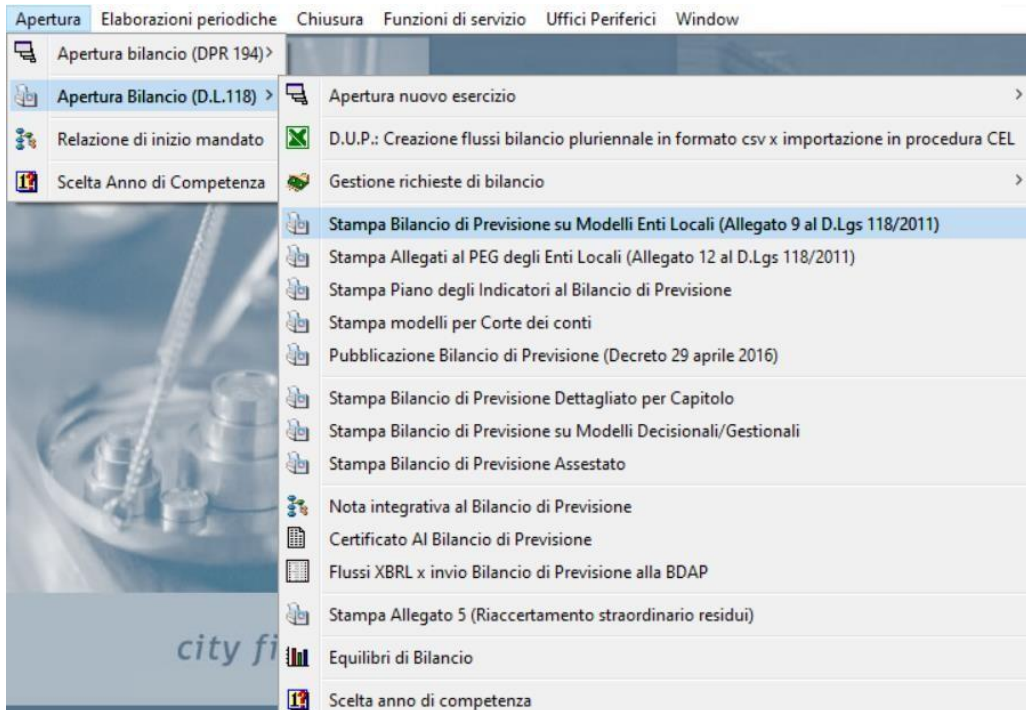 Apertura Elaborazioni periodiche Chiusura Funzioni di servizio Uffici Periferici Window
Apertura bilancio (DPR 194)
Apertura Bilancio (D.L.118)
Relazione di inizio mandato
Scelta Anno di Competenza
Apertura nuovo esercizio
D.U.P.: Creazione flussi bilancio pluriennale in formato csv x importazione in procedura CEL
Gestione richieste di bilancio
Stampa Bilancio di Previsione su Modelli Enti Locali (Allegato 9 al D.Lgs 118/2011)
Stampa Allegati al PEG degli Enti Locali (Allegato 12 al D.Lgs 118/2011)
Stampa Piano degli Indicatori al Bilancio di Previsione
Stampa modelli per Corte dei conti
Pubblicazione Bilancio di Previsione (Decreto 29 aprile 2016)
Stampa Bilancio di Previsione Dettagliato per Capitolo
Stampa Bilancio di Previsione su Modelli Decisionali/Gestionali
Stampa Bilancio di Previsione Assestato
Nota integrativa al Bilancio di Previsione
Certificato Al Bilancio di Previsione
Flussi XBRL x invio Bilancio di Previsione alla BDAP
Stampa Allegato 5 (Riaccertamento straordinario residui)
Equilibri di Bilancio
Scelta anno di competenza
city fi